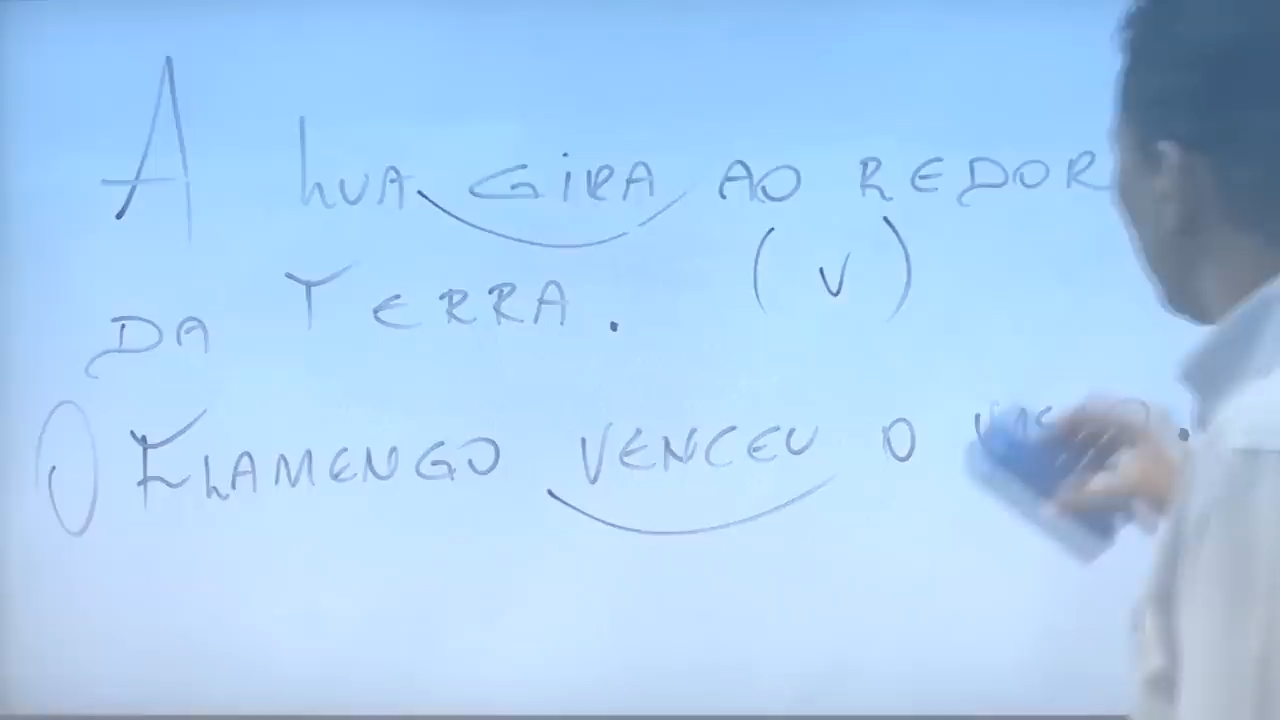 A LUA GIRA AO REDOR
DA TERRA. (V)
O FLAMENGO VENCEU O